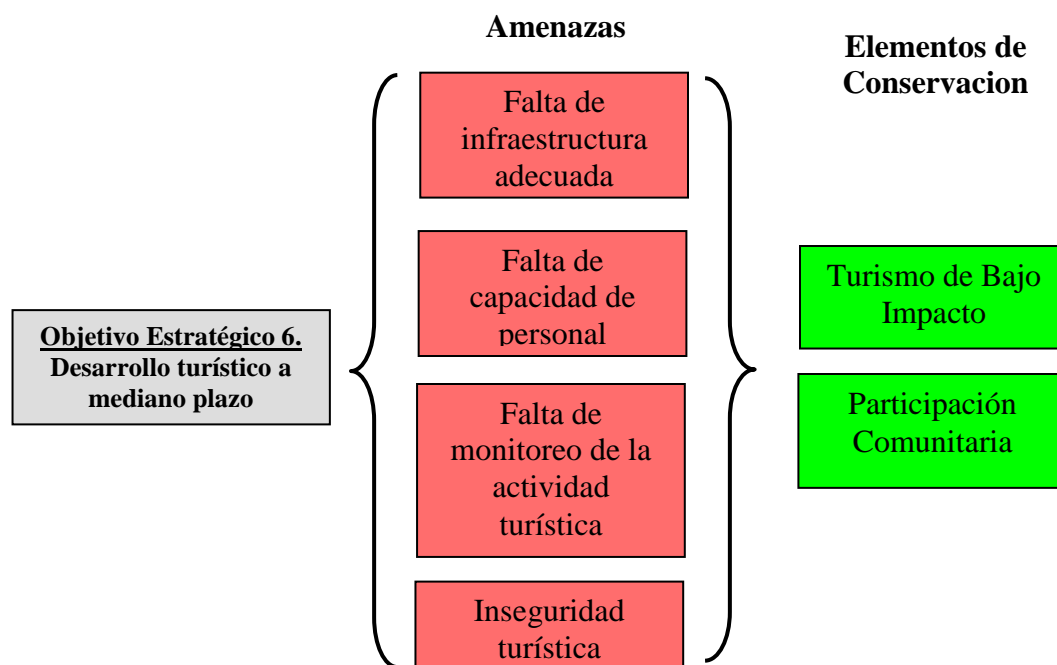 Amenazas
Elementos de
Conservacion
Falta de
infraestructura
adecuada
Falta de
capacidad de
personal
Turismo de Bajo
Impacto
Objetivo Estratégico 6.
Desarrollo turístico a
mediano plazo
Participación
Comunitaria
Falta de
monitoreo de la
actividad
turística
Inseguridad
turística